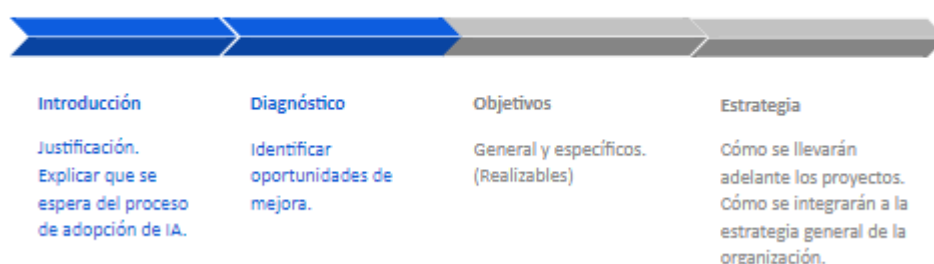 Introducción
Justificación.
Explicar que se
espera del proceso
de adopción de IA.
Diagnóstico
Identificar
oportunidades de
mejora.
Objetivos
General y específicos.
(Realizables)
Estrategia
Cómo se llevarán
adelante los proyectos.
Cómo se integrarán a la
estrategia general de la
organización.